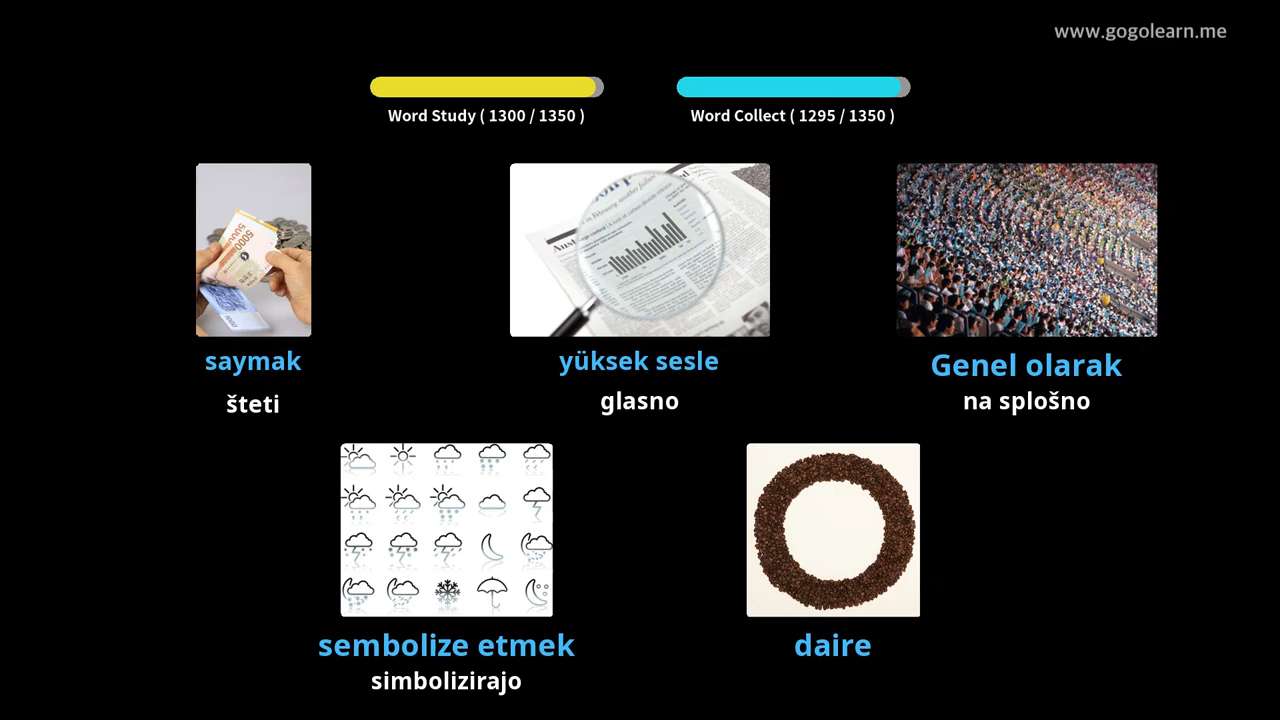 www.gogolearn.me
Word Study ( 1300 / 1350 )
Word Collect ( 1295 / 1350 )
saymak
yüksek sesle
Genel olarak
šteti
glasno
na splošno
sembolize etmek
daire
simbolizirajo